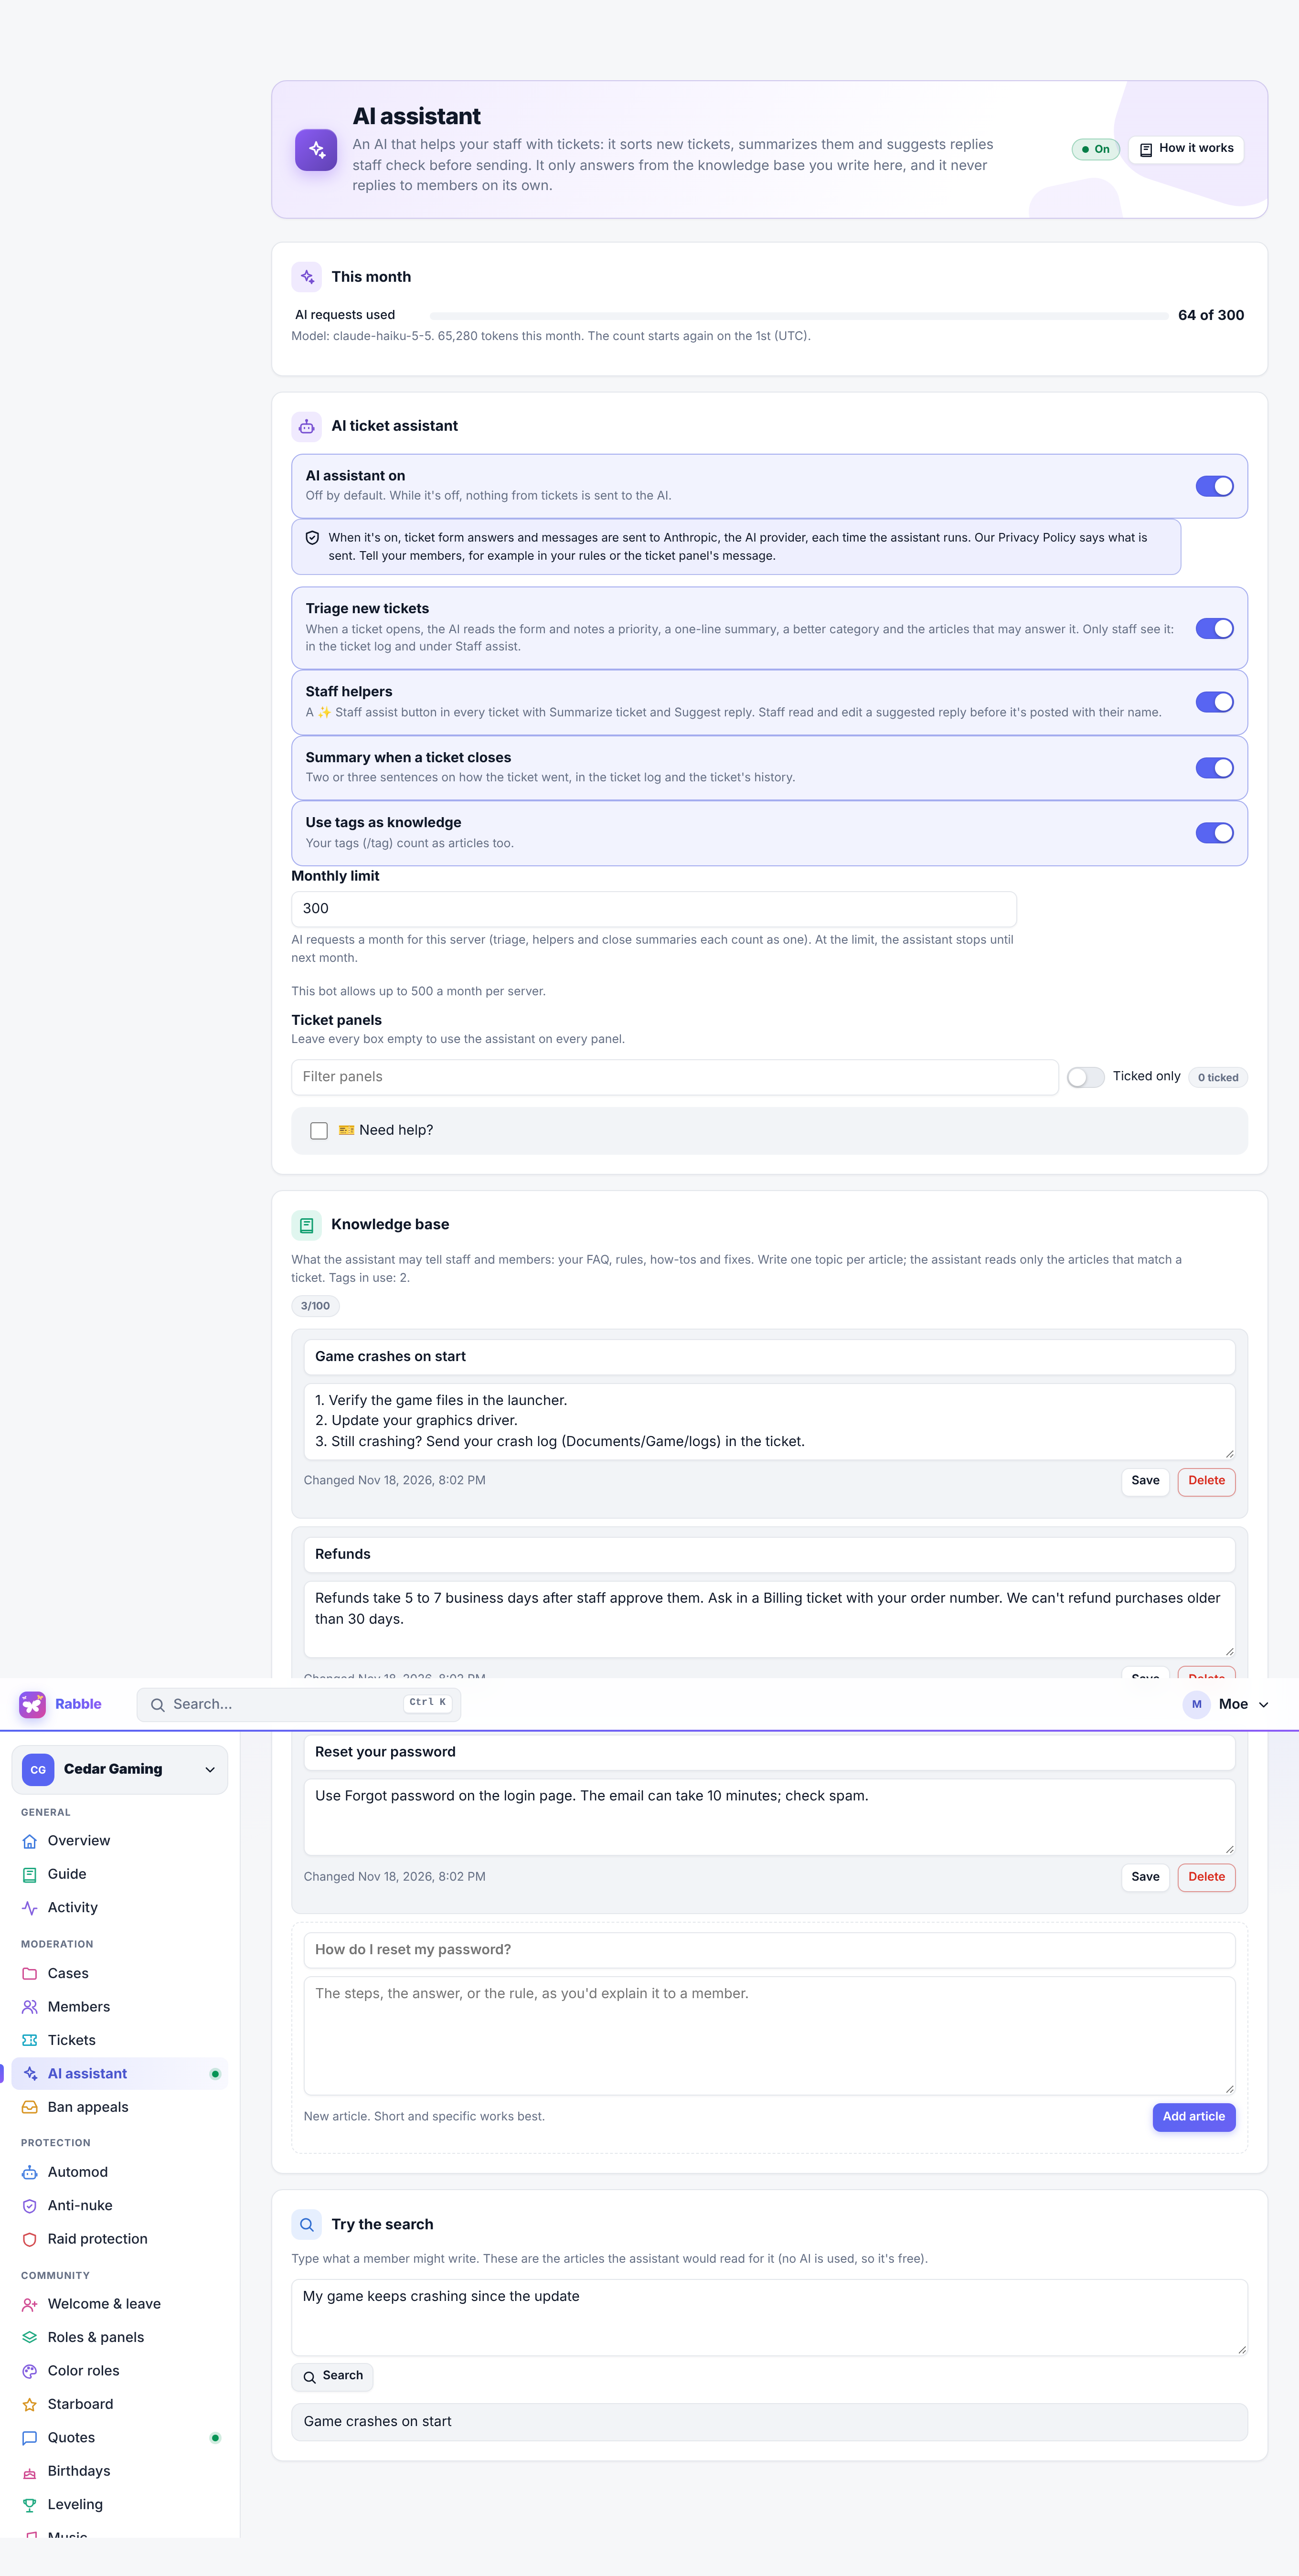 AI assistant
An AI that helps your staff with tickets: it sorts new tickets, summarizes them and suggests replies
staff check before sending. It only answers from the knowledge base you write here, and it never
replies to members on its own.
On
How it works
This month
AI requests used
64 of 300
Model: claude-haiku-5-5. 65,280 tokens this month. The count starts again on the 1st (UTC).
AI ticket assistant
AI assistant on
Off by default. While it's off, nothing from tickets is sent to the AI.
When it's on, ticket form answers and messages are sent to Anthropic, the AI provider, each time the assistant runs. Our Privacy Policy says what is
sent. Tell your members, for example in your rules or the ticket panel's message.
Triage new tickets
When a ticket opens, the AI reads the form and notes a priority, a one-line summary, a better category and the articles that may answer it. Only staff see it:
in the ticket log and under Staff assist.
Staff helpers
A ✨ Staff assist button in every ticket with Summarize ticket and Suggest reply. Staff read and edit a suggested reply before it's posted with their name.
Summary when a ticket closes
Two or three sentences on how the ticket went, in the ticket log and the ticket's history.
Use tags as knowledge
Your tags (/tag) count as articles too.
Monthly limit
300
AI requests a month for this server (triage, helpers and close summaries each count as one). At the limit, the assistant stops until
next month.
This bot allows up to 500 a month per server.
Ticket panels
Leave every box empty to use the assistant on every panel.
Filter panels
Ticked only
0 ticked
🎫 Need help?
Knowledge base
What the assistant may tell staff and members: your FAQ, rules, how-tos and fixes. Write one topic per article; the assistant reads only the articles that match a
ticket. Tags in use: 2.
3/100
Game crashes on start
1. Verify the game files in the launcher.
2. Update your graphics driver.
3. Still crashing? Send your crash log (Documents/Game/logs) in the ticket.
Changed Nov 18, 2026, 8:02 PM
Save
Delete
Refunds
Refunds take 5 to 7 business days after staff approve them. Ask in a Billing ticket with your order number. We can't refund purchases older
than 30 days.
Changed Nov 18, 2026, 8:02 PM
Save
Delete
Rabble
Search...
Ctrl K
M
Moe
CG
Cedar Gaming
GENERAL
Overview
Guide
Activity
MODERATION
Cases
Members
Tickets
AI assistant
Ban appeals
PROTECTION
Automod
Anti-nuke
Raid protection
COMMUNITY
Welcome & leave
Roles & panels
Color roles
Starboard
Quotes
Birthdays
Leveling
Music
Reset your password
Use Forgot password on the login page. The email can take 10 minutes; check spam.
Changed Nov 18, 2026, 8:02 PM
Save
Delete
How do I reset my password?
The steps, the answer, or the rule, as you'd explain it to a member.
New article. Short and specific works best.
Add article
Try the search
Type what a member might write. These are the articles the assistant would read for it (no AI is used, so it's free).
My game keeps crashing since the update
Search
Game crashes on start